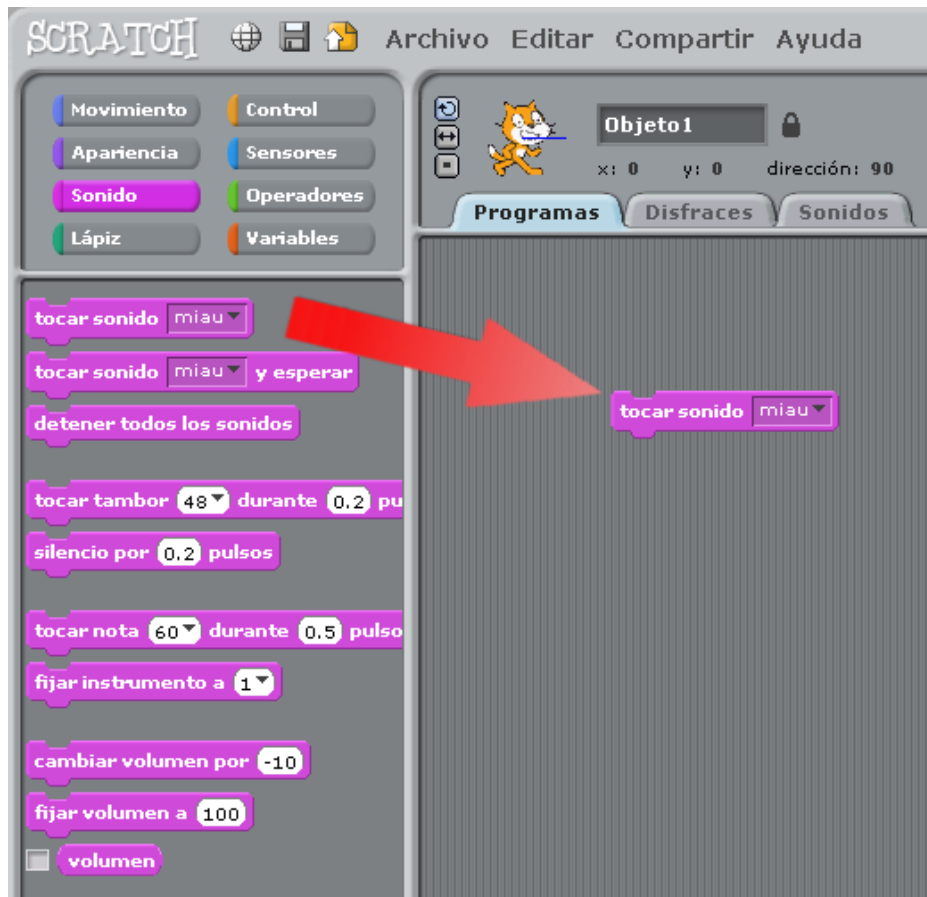 SCRATCH Archivo Editar Compartir Ayuda
Movimiento Control
Apariencia Sensores
Sonido Operadores
Lápiz Variables
Objeto1
x: 0 y: 0 dirección: 90
Programas Disfraces Sonidos
tocar sonido miau
tocar sonido miau y esperar
detener todos los sonidos
tocar tambor 48 durante 0.2 pu
silencio por 0.2 pulsos
tocar nota 60 durante 0.5 pulso
fijar instrumento a 1
cambiar volumen por -10
fijar volumen a 100
volumen
tocar sonido miau